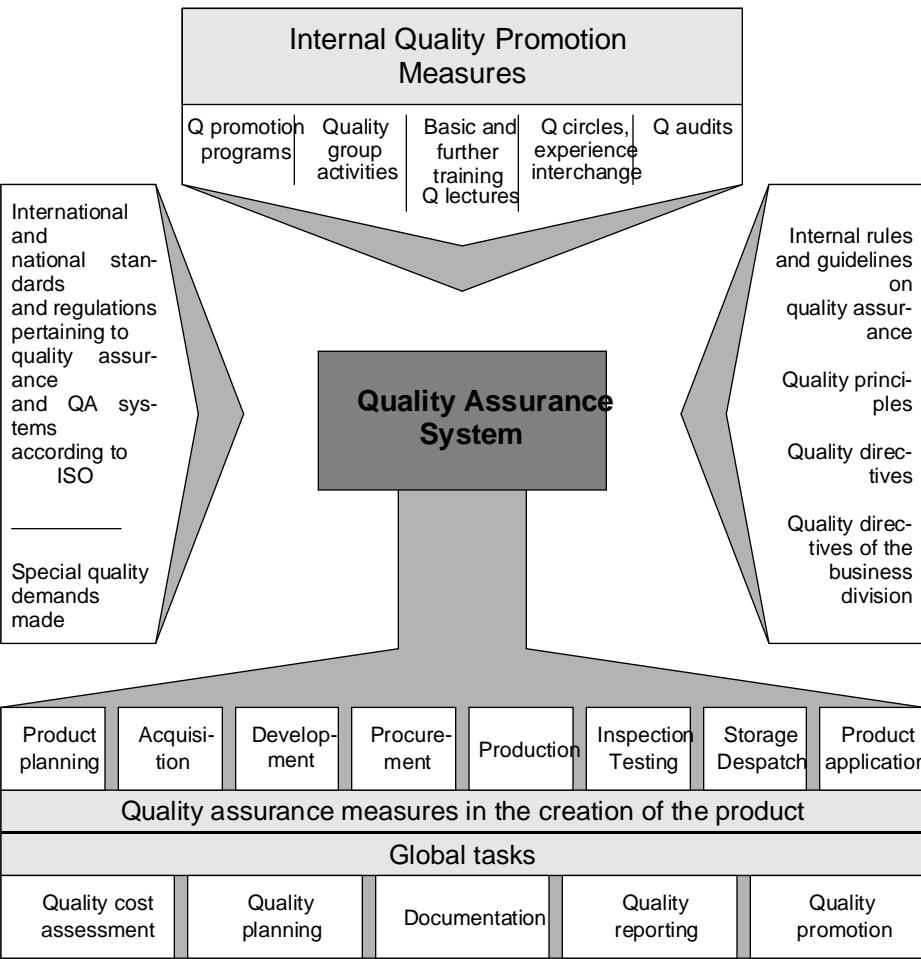 Internal Quality Promotion
Measures
Q promotion
programs
Quality
group
activities
Basic and
further
training
Q lectures
Q circles,
experience
interchange
Q audits
International
and
national stan-
dards
and regulations
pertaining to
quality assur-
ance
and QA sys-
tems
according to
ISO
Special quality
demands
made
Quality Assurance
System
Internal rules
and guidelines
on
quality assur-
ance
Quality princi-
ples
Quality direc-
tives
Quality direc-
tives of the
business
division
Product
planning
Acquisi-
tion
Develop-
ment
Procure-
ment
Production
Inspection
Testing
Storage
Despatch
Product
application
Quality assurance measures in the creation of the product
Global tasks
Quality cost
assessment
Quality
planning
Documentation
Quality
reporting
Quality
promotion